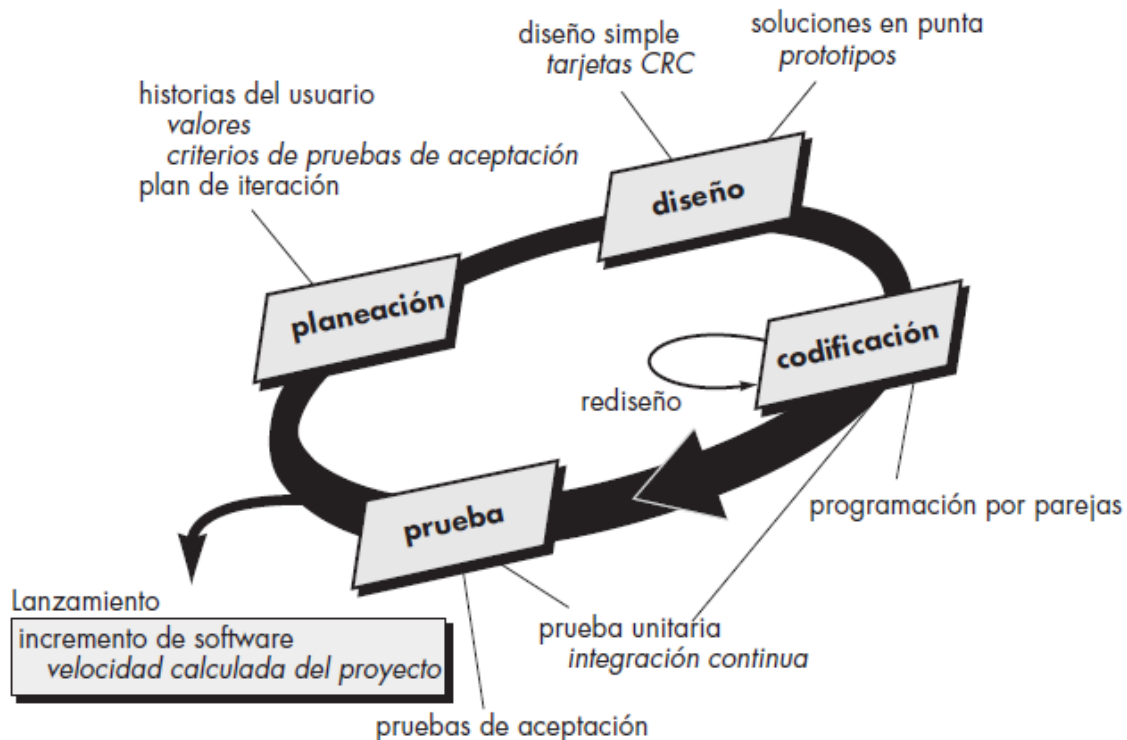 diseño simple
tarjetas CRC
soluciones en punta
prototipos
historias del usuario
valores
criterios de pruebas de aceptación
plan de iteración
diseño
planeación
codificación
rediseño
prueba
programación por parejas
Lanzamiento
incremento de software
velocidad calculada del proyecto
prueba unitaria
integración continua
pruebas de aceptación